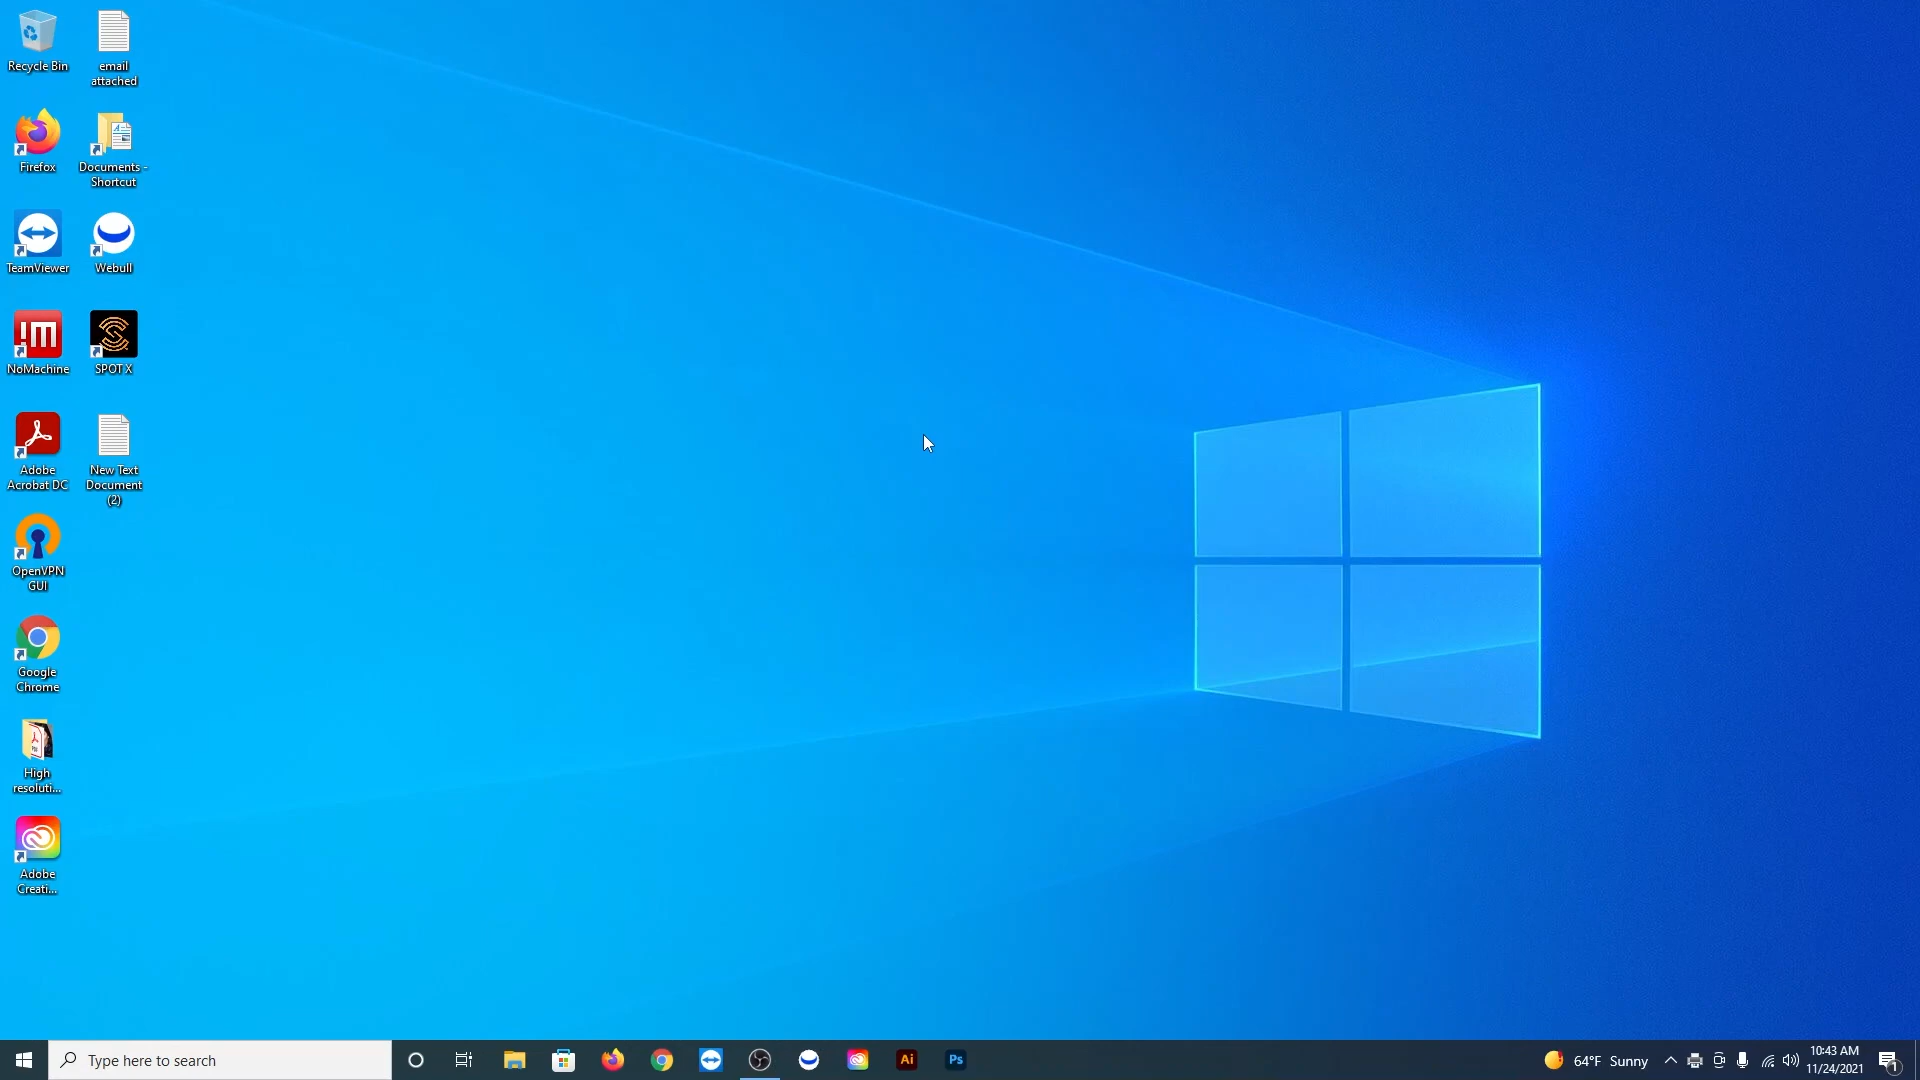 Recycle Bin
email
attached
Firefox
Documents -
Shortcut
TeamViewer
Webull
NoMachine
SPOT X
Adobe
Acrobat DC
New Text
Document
(2)
OpenVPN
GUI
Google
Chrome
High
resoluti...
Adobe
Creati...
Type here to search
Ai
Ps
64°F Sunny
10:43 AM
11/24/2021
1